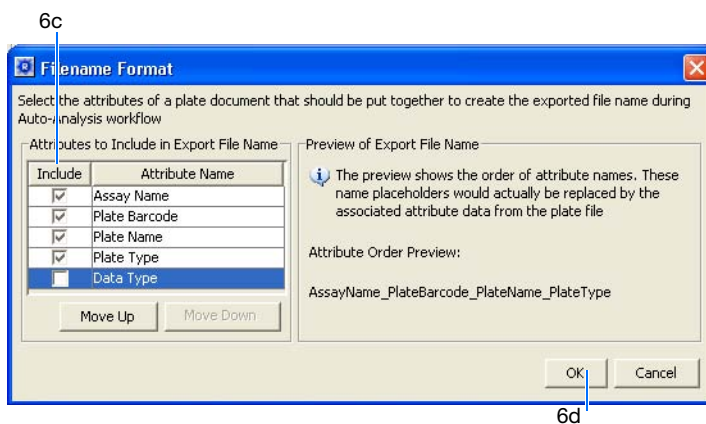 6c
Filename Format
Select the attributes of a plate document that should be put together to create the exported file name during
Auto-Analysis workflow
Attributes to Include in Export File Name
Include Attribute Name
Assay Name
Plate Barcode
Plate Name
Plate Type
Data Type
Move Up Move Down
Preview of Export File Name
The preview shows the order of attribute names. These
name placeholders would actually be replaced by the
associated attribute data from the plate file
Attribute Order Preview:
AssayName_PlateBarcode_PlateName_PlateType
OK Cancel
6d